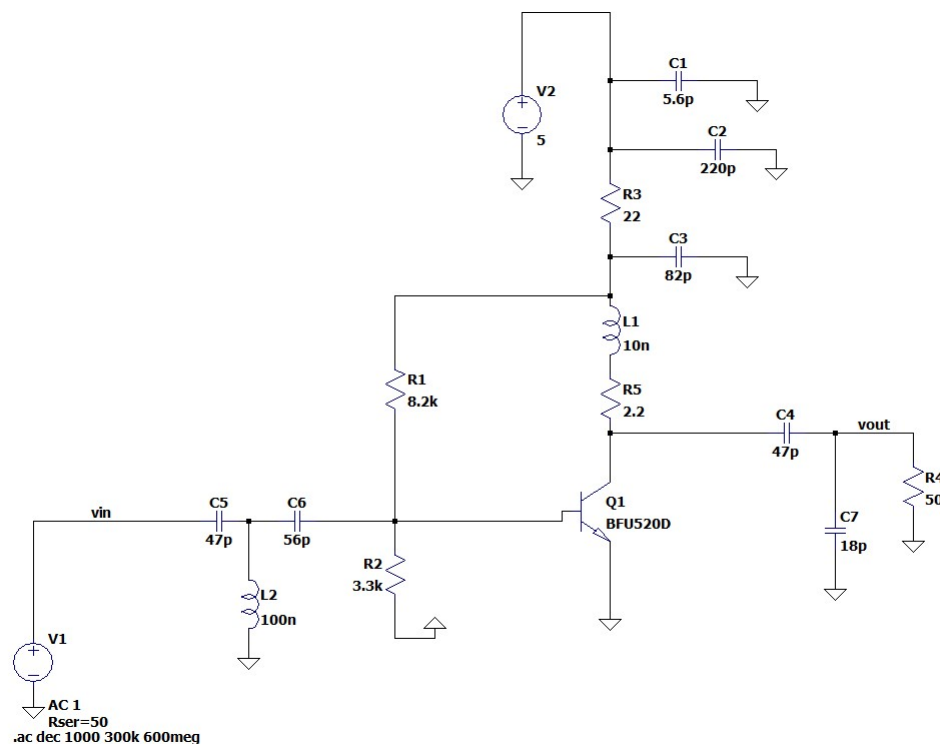 C1
5.6p
V2
5
C2
220p
R3
22
C3
82p
L1
10n
R1
8.2k
R5
2.2
C4
47p
vout
R4
50
Q1
BFU520D
C5
47p
C6
56p
vin
C7
18p
R2
3.3k
L2
100n
V1
AC 1
Rser=50
.ac dec 1000 300k 600meg